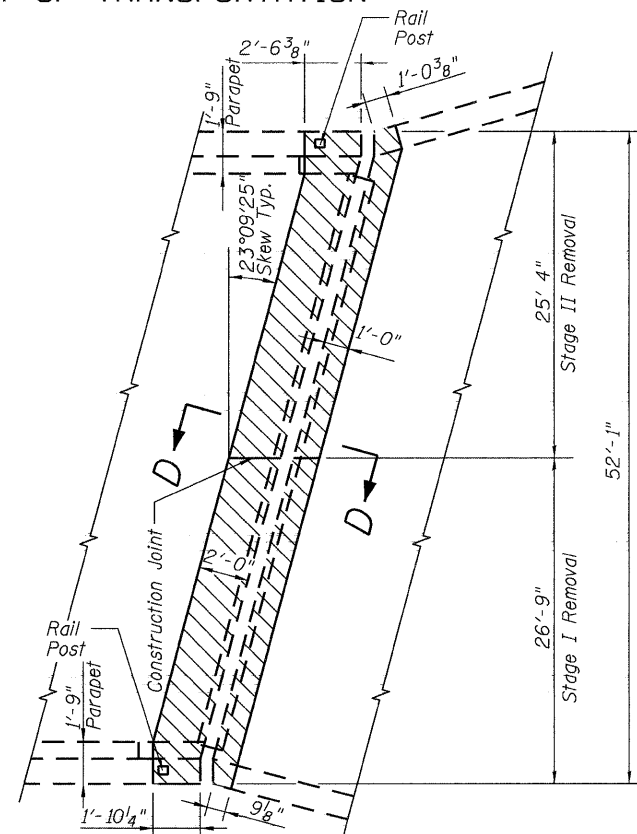 OF TRANSPORTATION
Rail
Post
2'-6⅜"
1'-0⅜"
1'-9"
Parapet
23°09'25"
Skew Typ.
25' 4"
Stage II Removal
1'-0"
52'-1"
D
D
Construction Joint
2'-0"
26'-9"
Stage I Removal
Rail
Post
1'-9"
Parapet
1'-10¼"
9⅛"